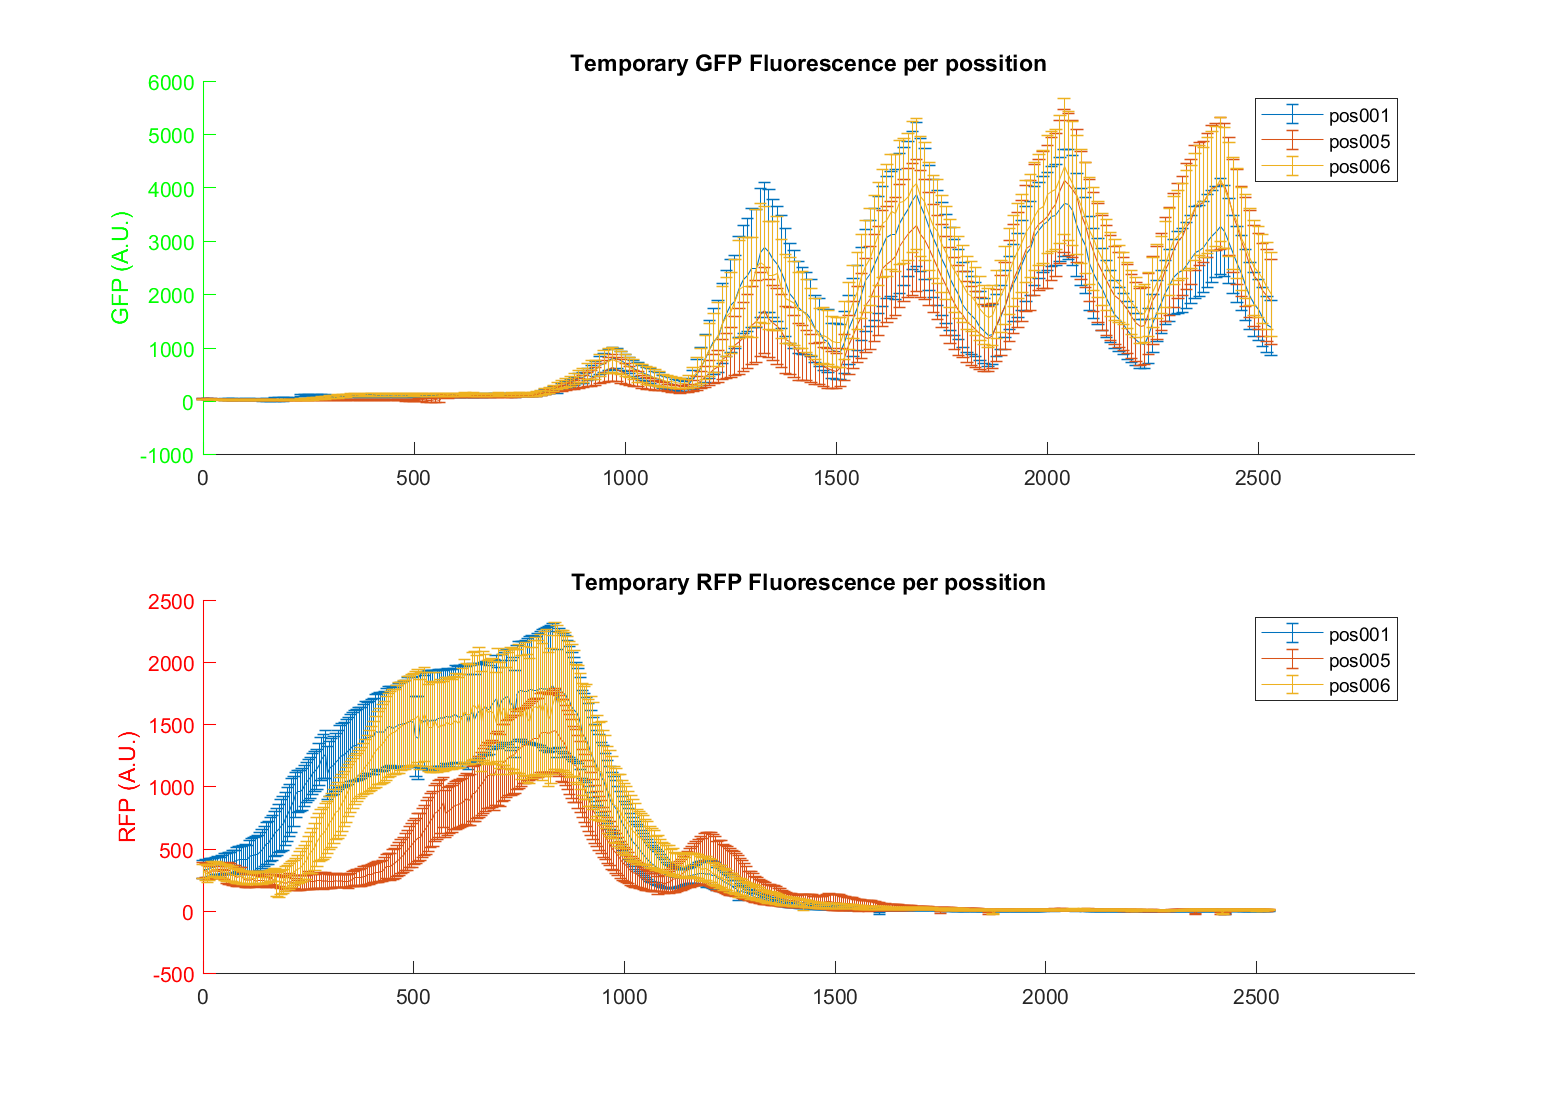 Temporary GFP Fluorescence per possition
6000
5000
4000
3000
2000
1000
0
-1000
GFP (A.U.)
pos001
pos005
pos006
0 500 1000 1500 2000 2500
Temporary RFP Fluorescence per possition
2500
2000
1500
1000
500
0
-500
RFP (A.U.)
pos001
pos005
pos006
0 500 1000 1500 2000 2500